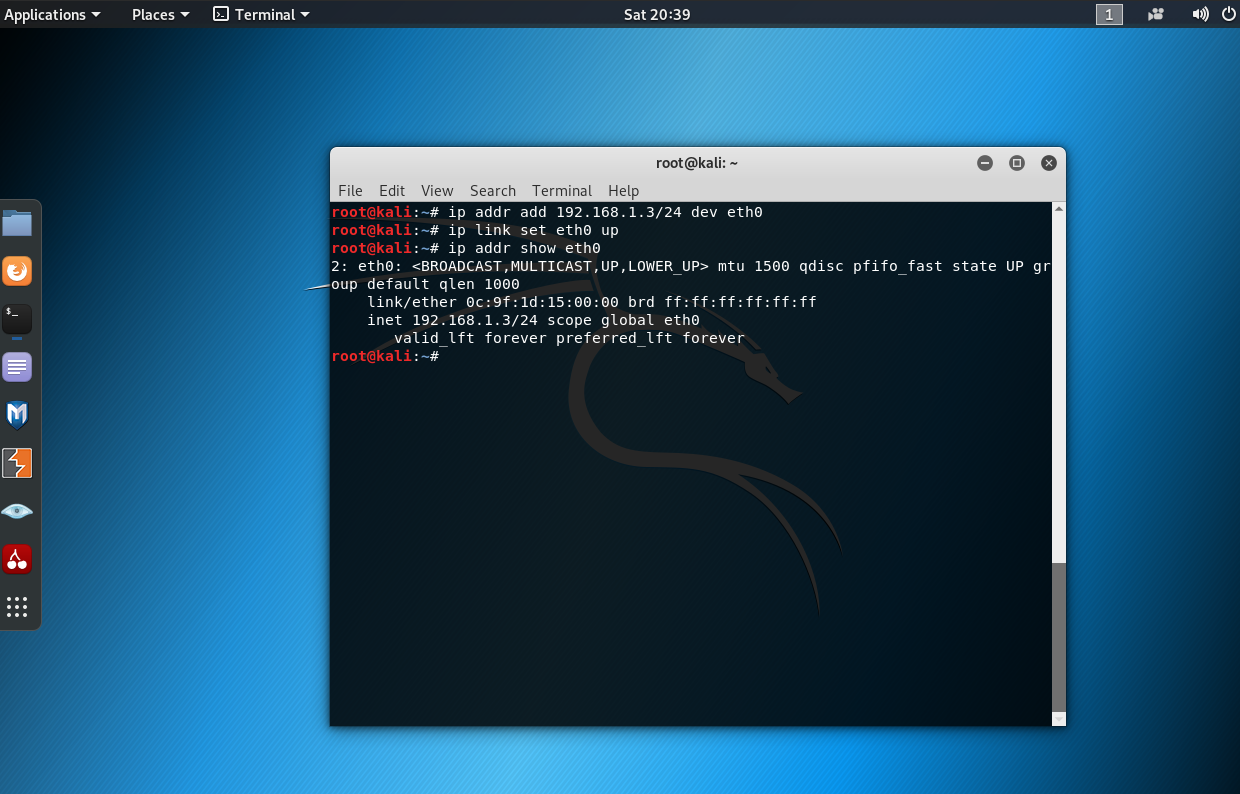 Applications Places Terminal Sat 20:39 1
root@kali: ~
File Edit View Search Terminal Help
root@kali:~# ip addr add 192.168.1.3/24 dev eth0
root@kali:~# ip link set eth0 up
root@kali:~# ip addr show eth0
2: eth0: <BROADCAST,MULTICAST,UP,LOWER_UP> mtu 1500 qdisc pfifo_fast state UP gr
oup default qlen 1000
    link/ether 0c:9f:1d:15:00:00 brd ff:ff:ff:ff:ff:ff
    inet 192.168.1.3/24 scope global eth0
       valid_lft forever preferred_lft forever
root@kali:~#
$_